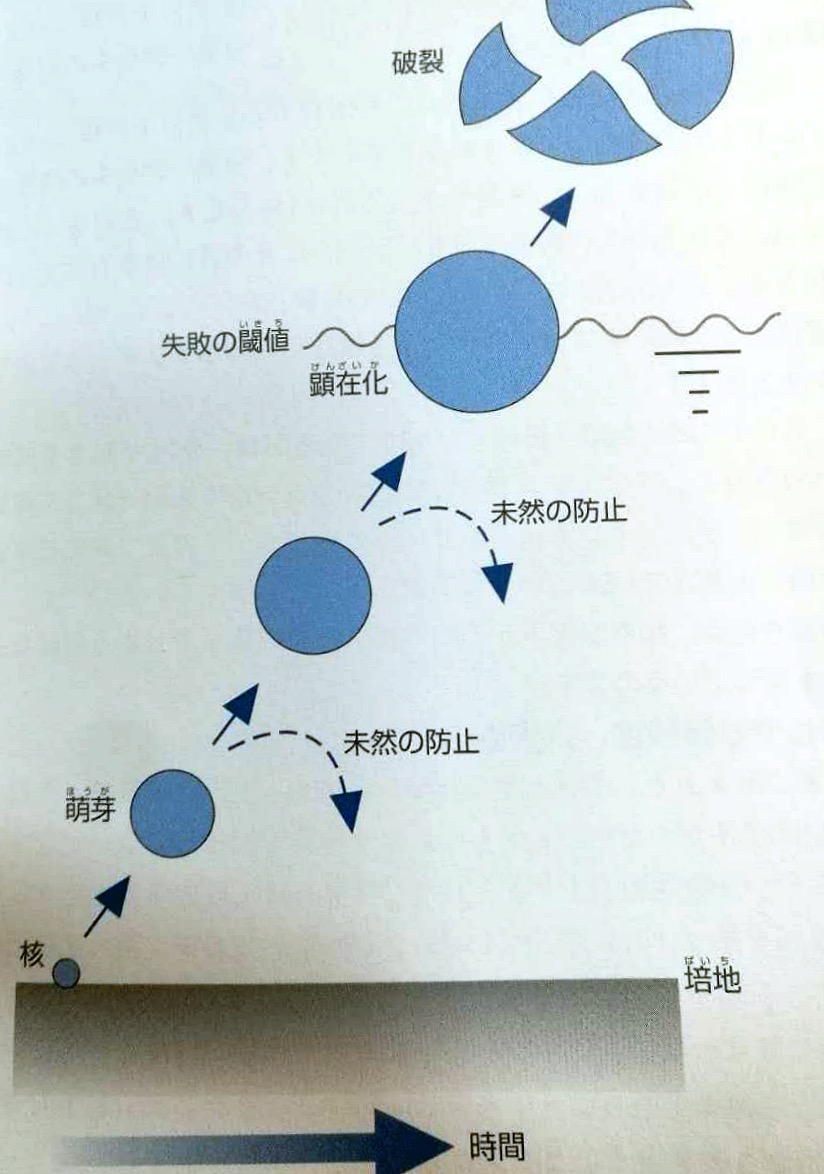 破裂
いきち
失敗の閾値
けんざいか
顕在化
未然の防止
未然の防止
ほうが
萌芽
核
ばいち
培地
時間